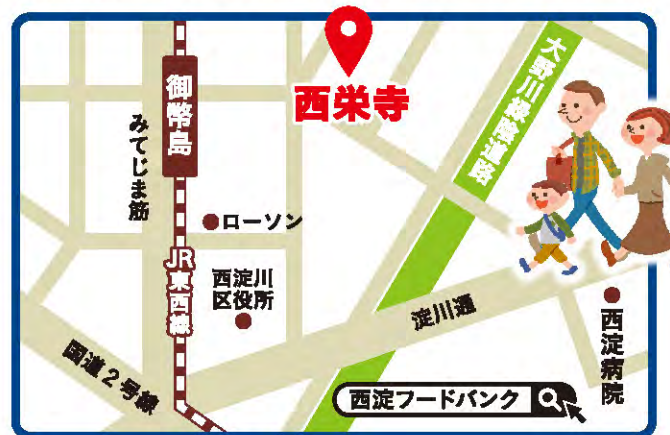 西栄寺
御幣島
みてじま筋
大野川緑陰道路
ローソン
JR東西線
西淀川
区役所
淀川通
国道2号線
西淀病院
西淀フードバンク